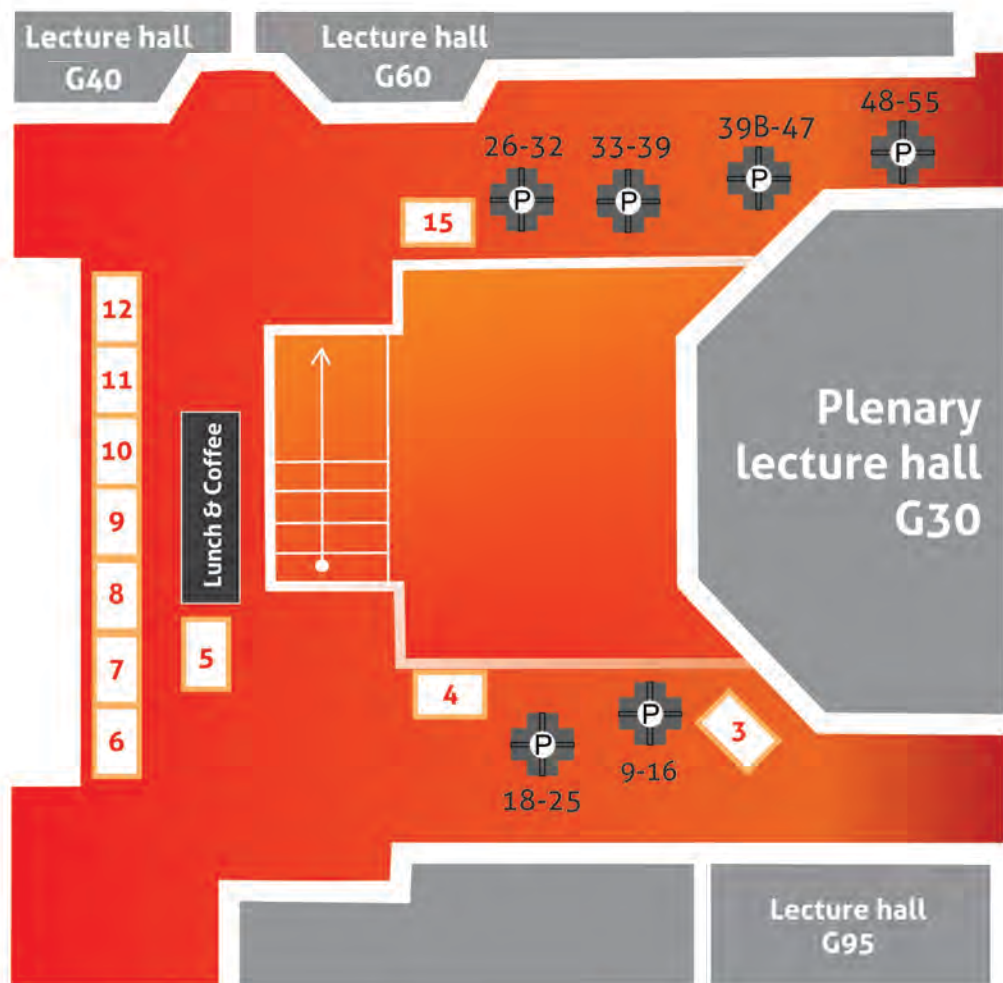 Lecture hall
G40
Lecture hall
G60
26-32
33-39
39B-47
48-55
P
P
P
P
15
12
11
10
9
8
7
6
Lunch & Coffee
5
Plenary
lecture hall
G30
4
3
P
P
18-25
9-16
Lecture hall
G95